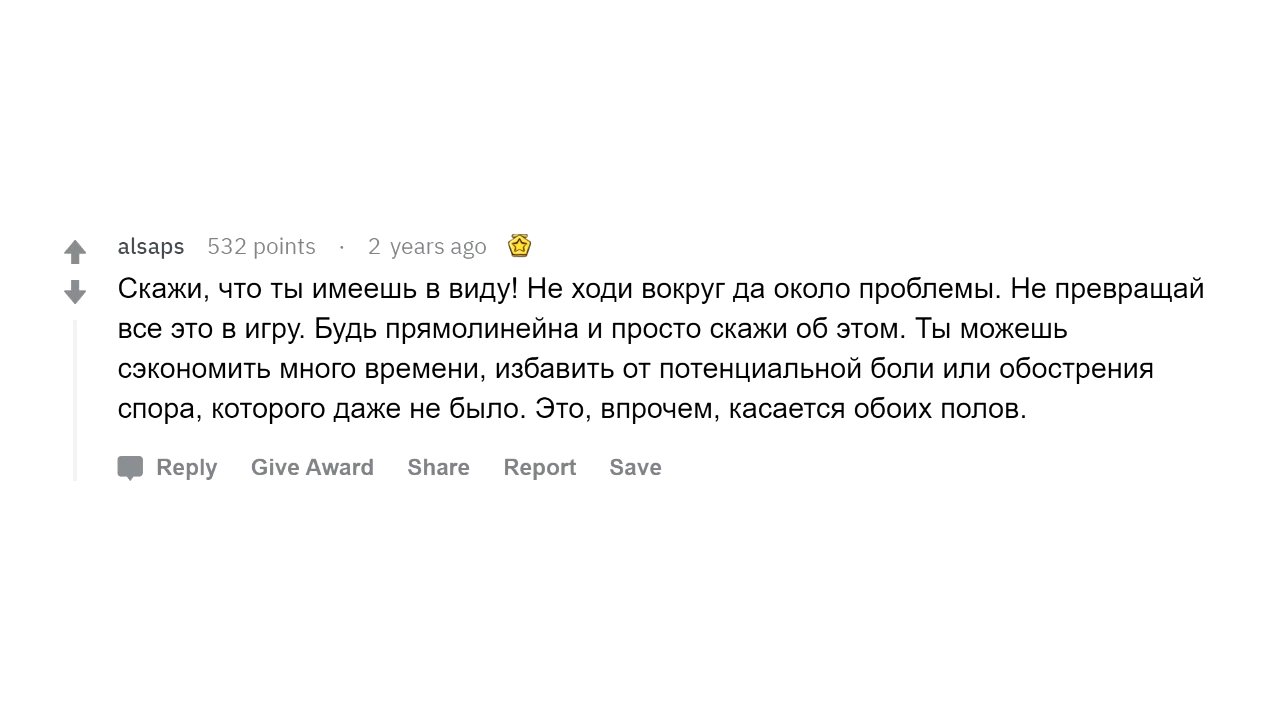 alsaps 532 points · 2 years ago
Скажи, что ты имеешь в виду! Не ходи вокруг да около проблемы. Не превращай
все это в игру. Будь прямолинейна и просто скажи об этом. Ты можешь
сэкономить много времени, избавить от потенциальной боли или обострения
спора, которого даже не было. Это, впрочем, касается обоих полов.
Reply Give Award Share Report Save